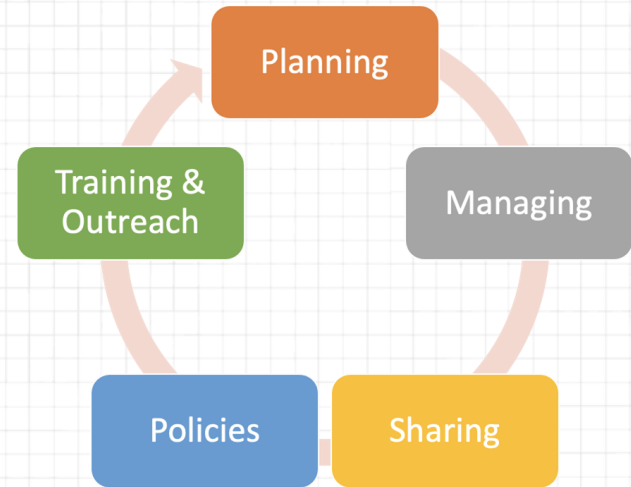 Planning
Managing
Sharing
Policies
Training &
Outreach